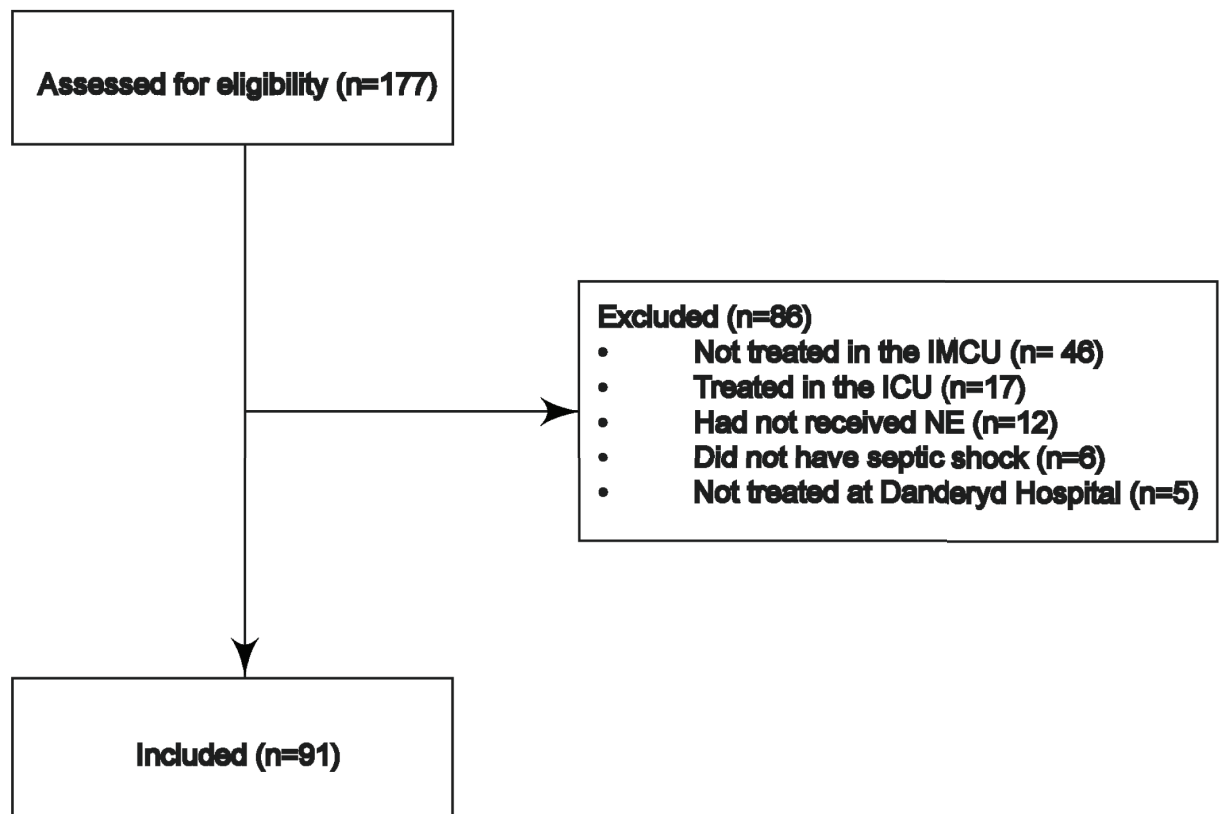 Assessed for eligibility (n=177)
Excluded (n=86)
• Not treated in the IMCU (n= 46)
• Treated in the ICU (n=17)
• Had not received NE (n=12)
• Did not have septic shock (n=6)
• Not treated at Danderyd Hospital (n=5)
Included (n=91)